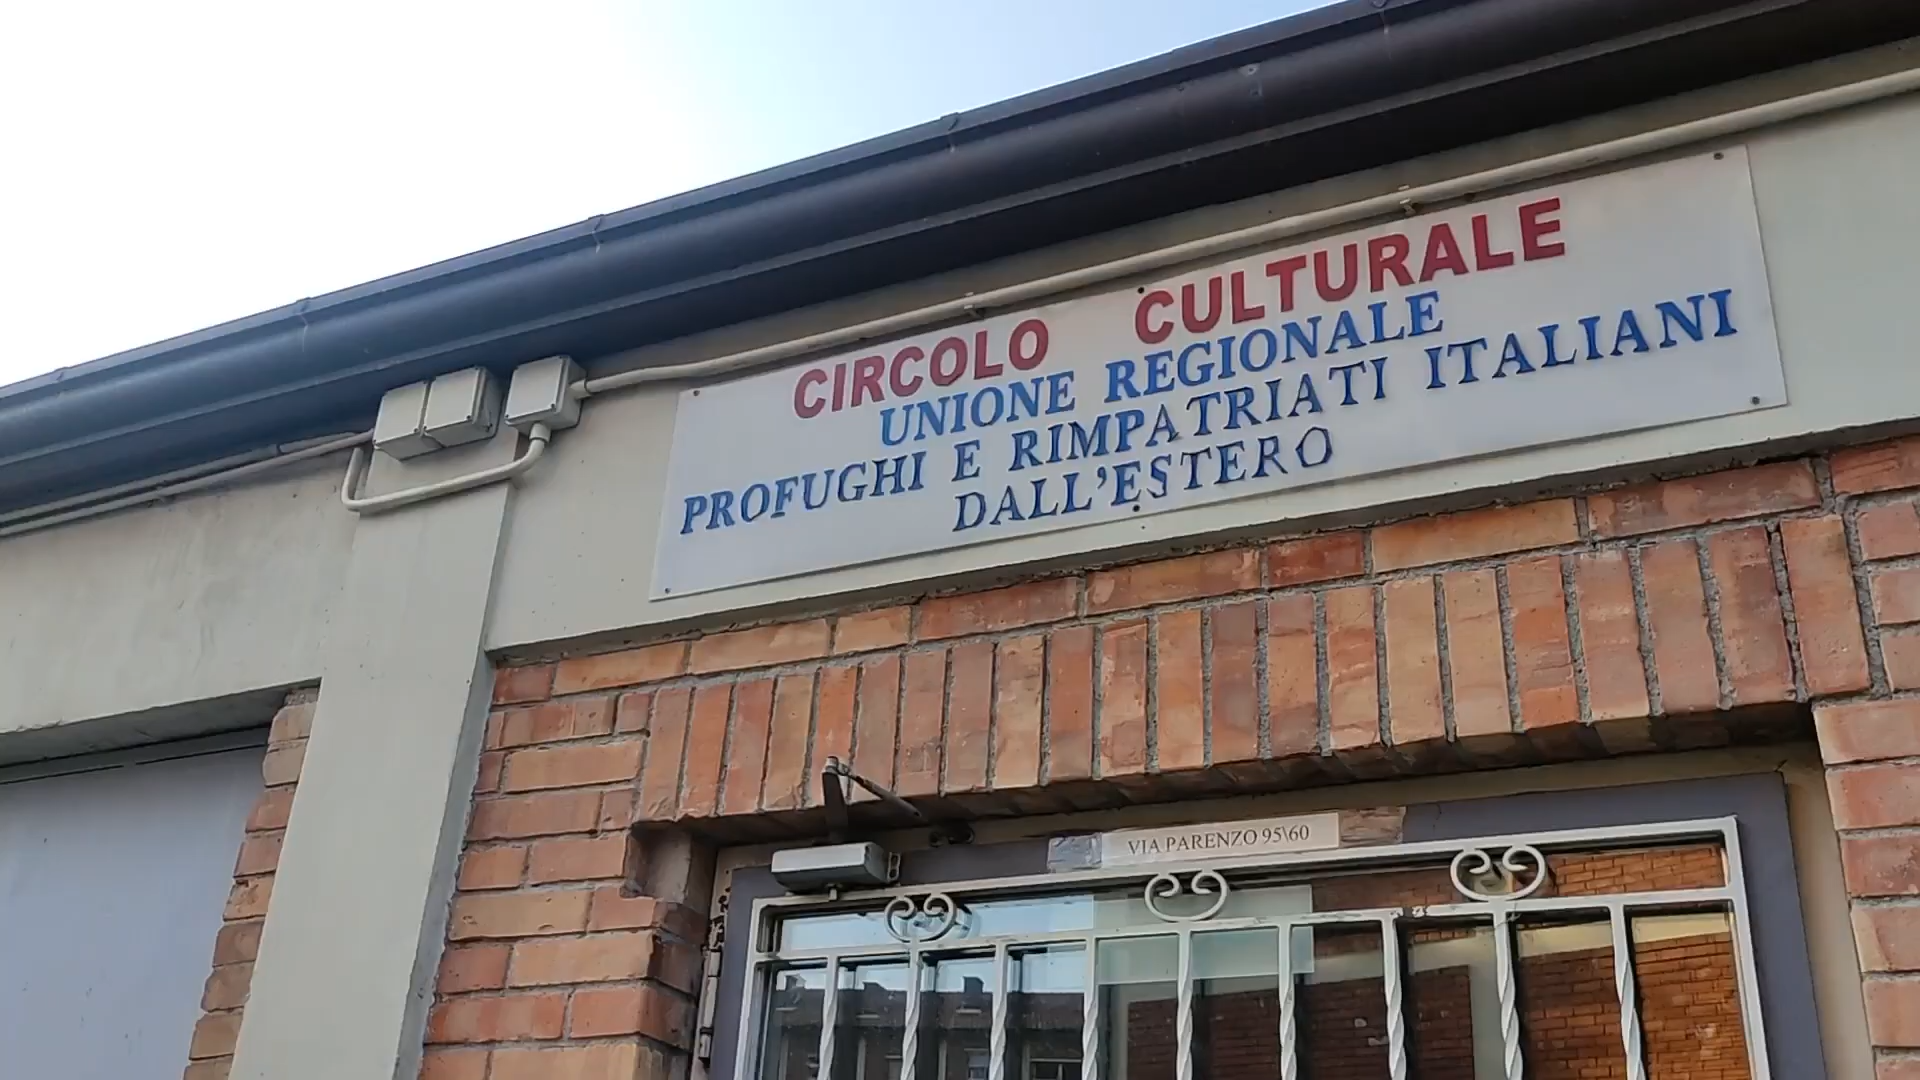 CIRCOLO CULTURALE
UNIONE REGIONALE
PROFUGHI E RIMPATRIATI ITALIANI
DALL'ESTERO
VIA PARENZO 95\60